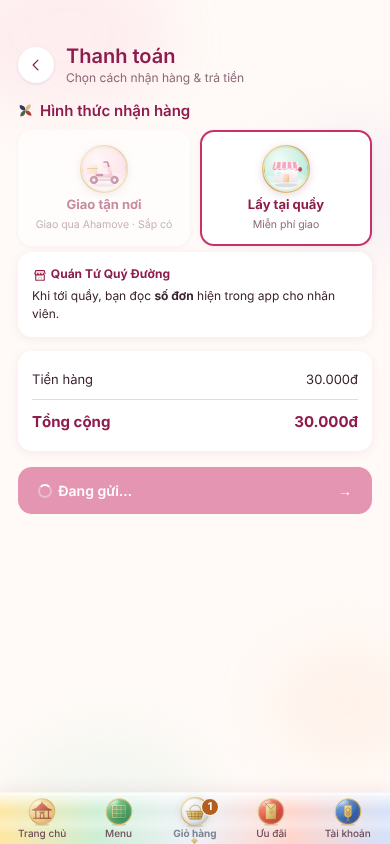 Thanh toán
Chọn cách nhận hàng & trả tiền
Hình thức nhận hàng
Giao tận nơi
Giao qua Ahamove · Sắp có
Lấy tại quầy
Miễn phí giao
Quán Tứ Quý Đường
Khi tới quầy, bạn đọc số đơn hiện trong app cho nhân
viên.
Tiền hàng 30.000đ
Tổng cộng 30.000đ
Đang gửi... →
1
Trang chủ Menu Giỏ hàng Ưu đãi Tài khoản